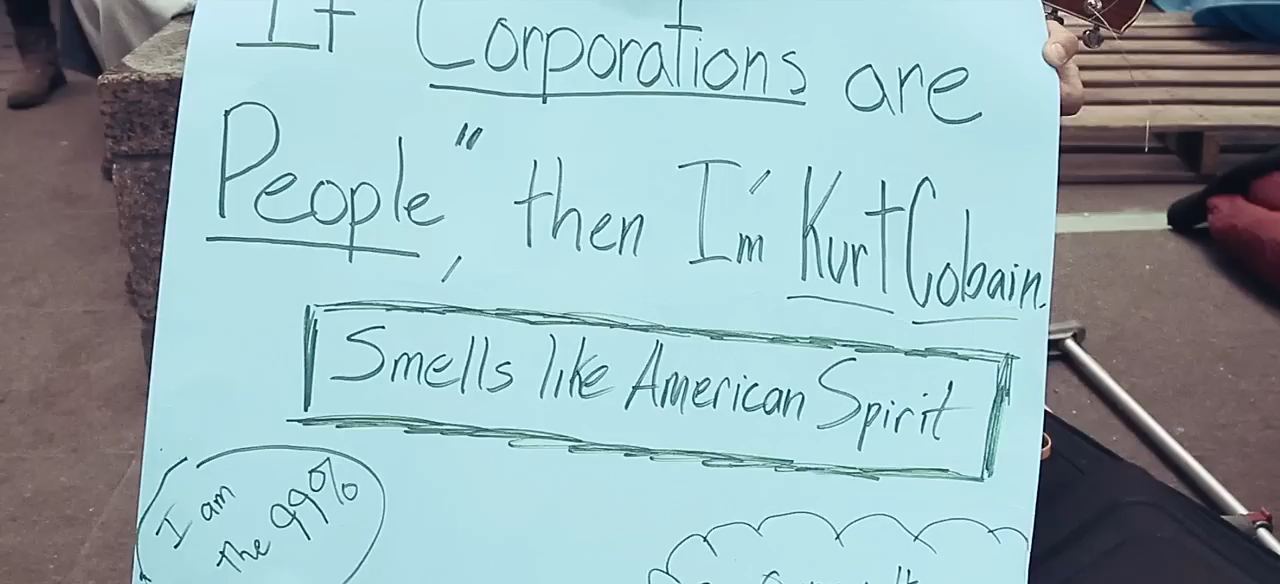 If Corporations are
People", then I'm Kurt Cobain.
Smells like American Spirit
I am
the 99%